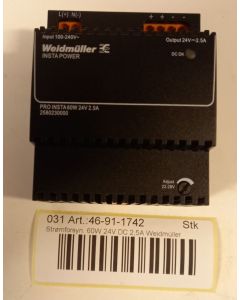 L(+) N(-)
+ + - -
Input 100-240V~
Output 24V⎓2.5A
Weidmüller
INSTA POWER
DC OK
PRO INSTA 60W 24V 2.5A
2580230000
Adjust
22-28V
031 Art.:46-91-1742 Stk
Strømforsyn. 60W 24V DC 2,5A Weidmüller